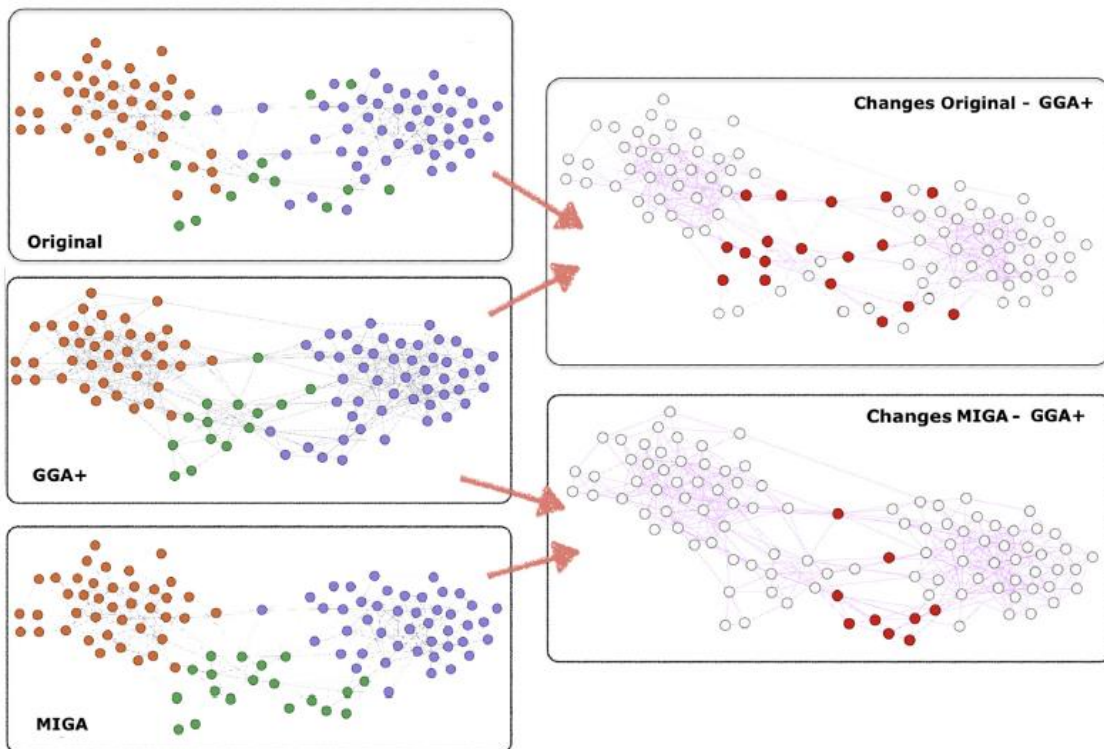 Original
GGA+
MIGA
Changes Original - GGA+
Changes MIGA - GGA+